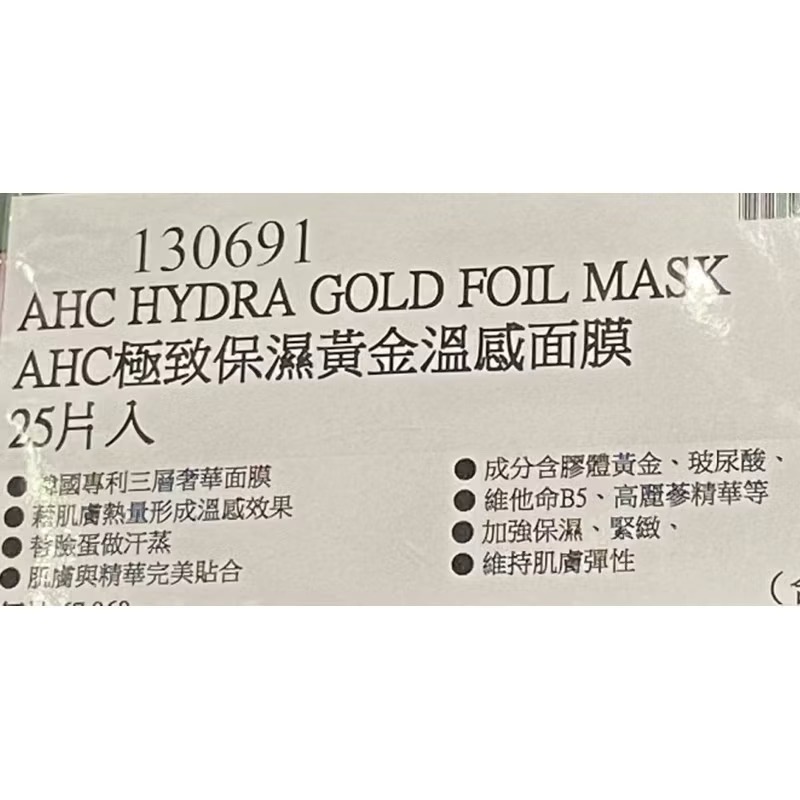 130691
AHC HYDRA GOLD FOIL MASK
AHC極致保濕黃金溫感面膜
25片入
韓國專利三層奢華面膜
藉肌膚熱量形成溫感效果
替臉蛋做汗蒸
肌膚與精華完美貼合
成分含膠體黃金、玻尿酸、
維他命B5、高麗蔘精華等
加強保濕、緊緻、
維持肌膚彈性